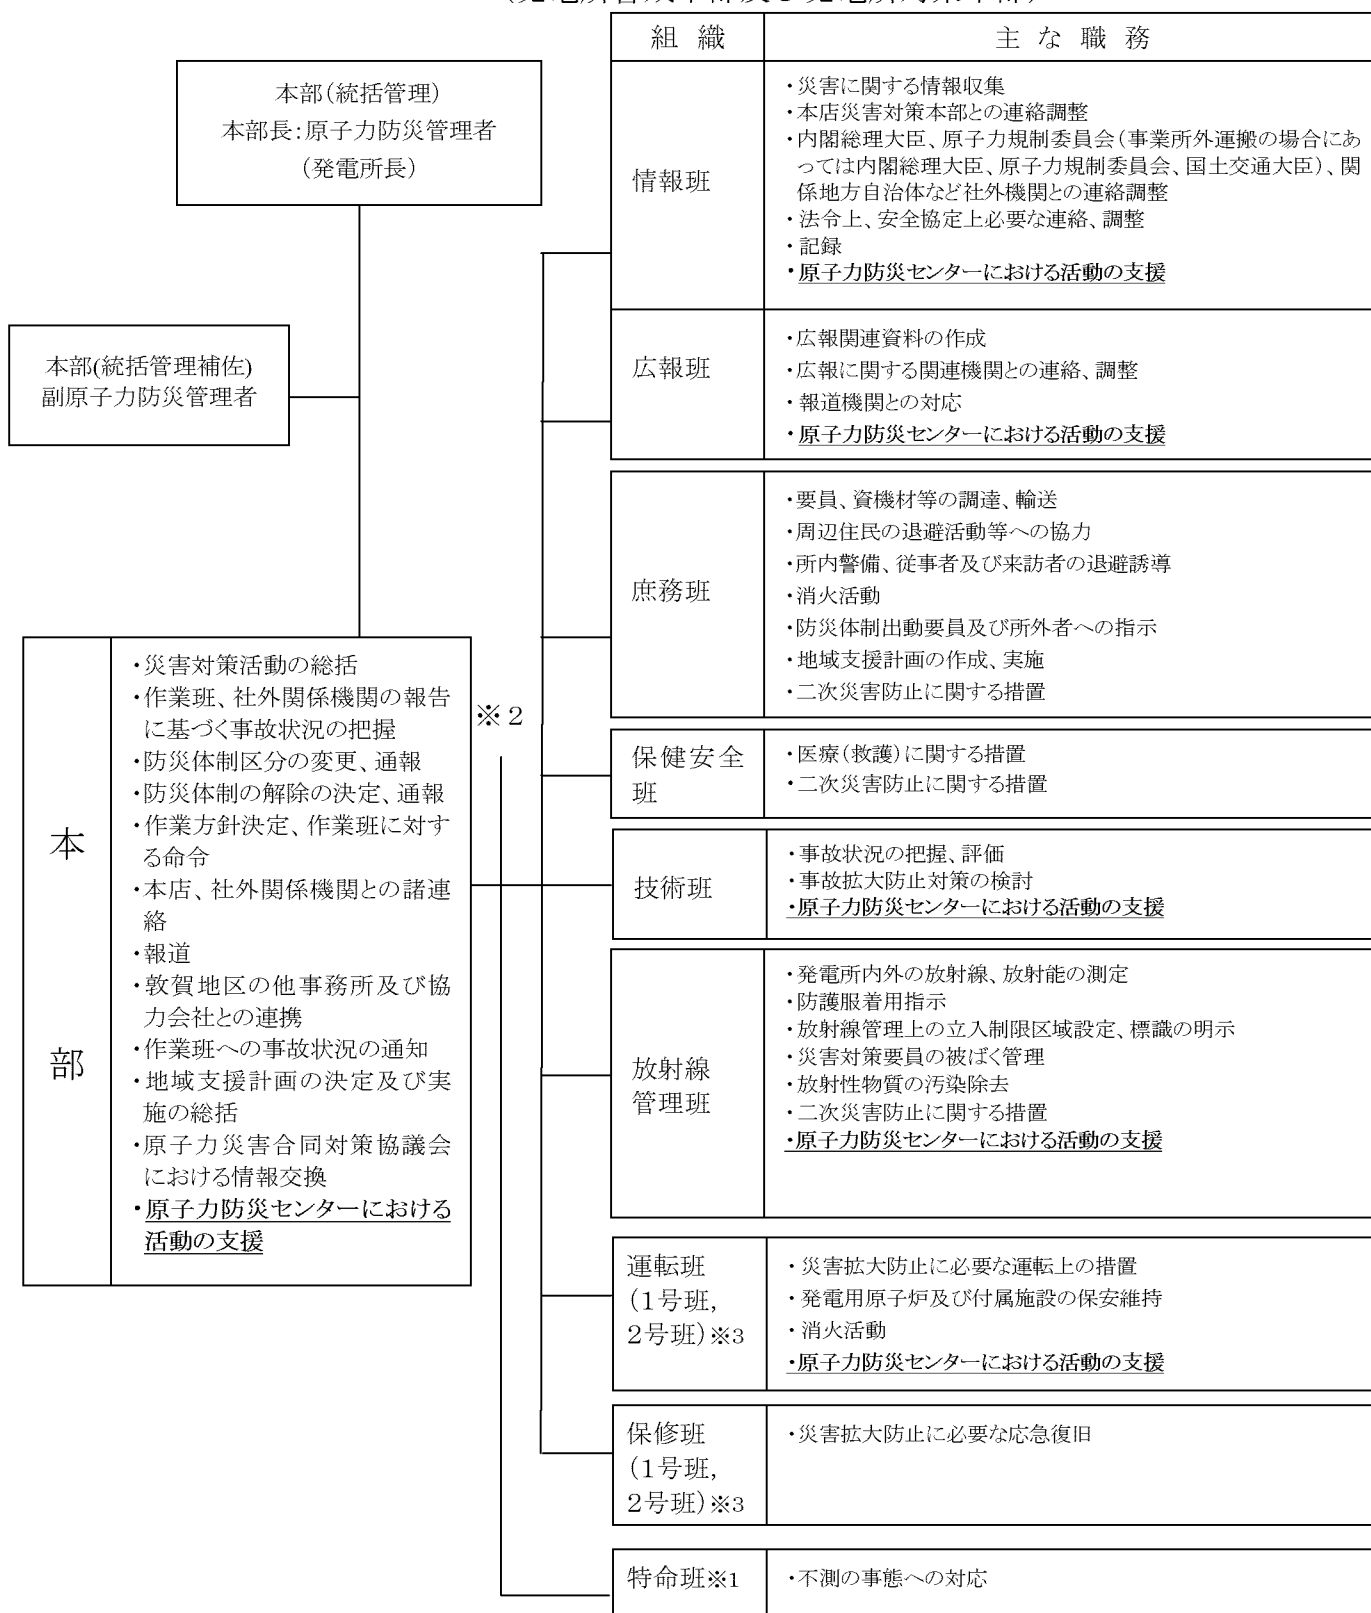 (発電所警戒本部及び発電所対策本部)
本部(統括管理)
本部長:原子力防災管理者
(発電所長)
本部(統括管理補佐)
副原子力防災管理者
本
部
・災害対策活動の総括
・作業班、社外関係機関の報告
に基づく事故状況の把握
・防災体制区分の変更、通報
・防災体制の解除の決定、通報
・作業方針決定、作業班に対す
る命令
・本店、社外関係機関との諸連
絡
・報道
・敦賀地区の他事務所及び協
力会社との連携
・作業班への事故状況の通知
・地域支援計画の決定及び実
施の総括
・原子力災害合同対策協議会
における情報交換
・原子力防災センターにおける
活動の支援
※2
組 織
主 な 職 務
情報班
・災害に関する情報収集
・本店災害対策本部との連絡調整
・内閣総理大臣、原子力規制委員会(事業所外運搬の場合にあ
っては内閣総理大臣、原子力規制委員会、国土交通大臣)、関
係地方自治体など社外機関との連絡調整
・法令上、安全協定上必要な連絡、調整
・記録
・原子力防災センターにおける活動の支援
広報班
・広報関連資料の作成
・広報に関する関連機関との連絡、調整
・報道機関との対応
・原子力防災センターにおける活動の支援
庶務班
・要員、資機材等の調達、輸送
・周辺住民の退避活動等への協力
・所内警備、従事者及び来訪者の退避誘導
・消火活動
・防災体制出動要員及び所外者への指示
・地域支援計画の作成、実施
・二次災害防止に関する措置
保健安全
班
・医療(救護)に関する措置
・二次災害防止に関する措置
技術班
・事故状況の把握、評価
・事故拡大防止対策の検討
・原子力防災センターにおける活動の支援
放射線
管理班
・発電所内外の放射線、放射能の測定
・防護服着用指示
・放射線管理上の立入制限区域設定、標識の明示
・災害対策要員の被ばく管理
・放射性物質の汚染除去
・二次災害防止に関する措置
・原子力防災センターにおける活動の支援
運転班
(1号班,
2号班)※3
・災害拡大防止に必要な運転上の措置
・発電用原子炉及び付属施設の保安維持
・消火活動
・原子力防災センターにおける活動の支援
保修班
(1号班,
2号班)※3
・災害拡大防止に必要な応急復旧
特命班※1
・不測の事態への対応